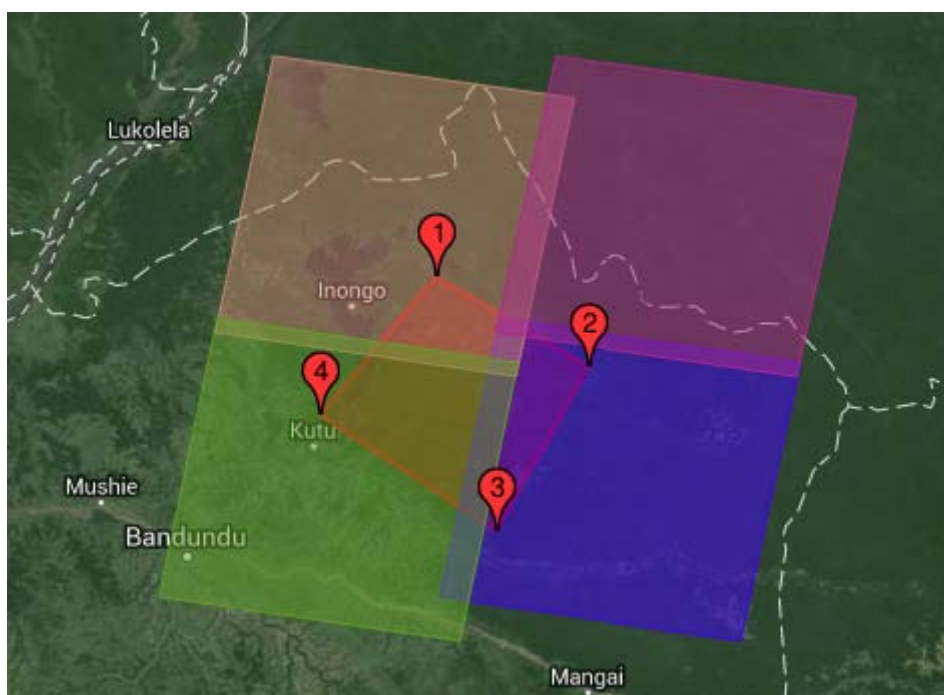 Lukolela
1
Inongo
2
4
Kutu
3
Mushie
Bandundu
Mangai